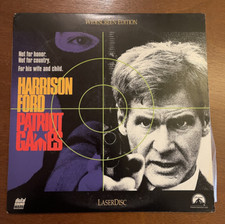 WIDESCREEN EDITION
Not for honor.
Not for country.
For his wife and child.
HARRISON
FORD
PATRIOT
GAMES
LASERDISC